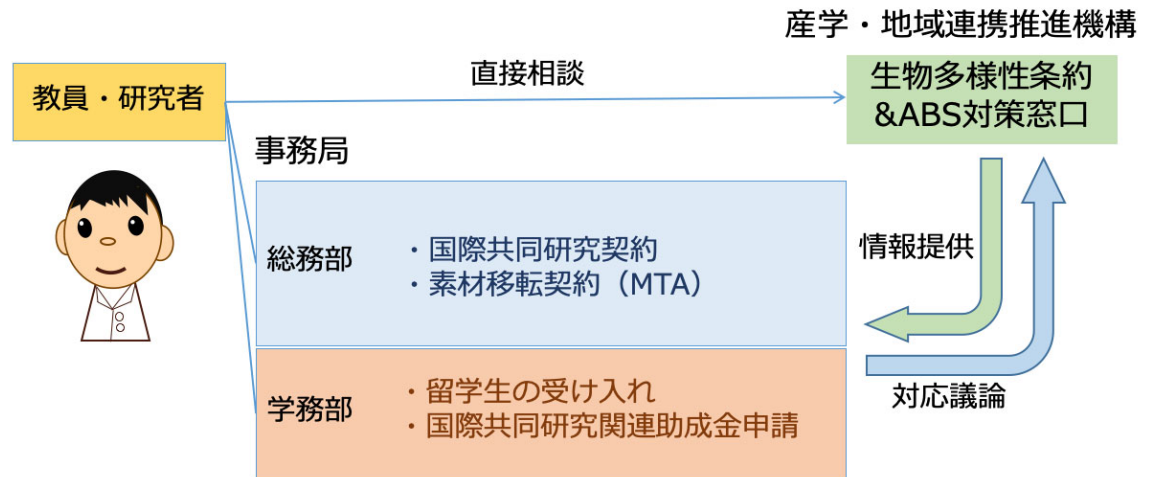 産学・地域連携推進機構
教員・研究者
直接相談
生物多様性条約
&ABS対策窓口
事務局
総務部
・国際共同研究契約
・素材移転契約（MTA）
情報提供
学務部
・留学生の受け入れ
・国際共同研究関連助成金申請
対応議論